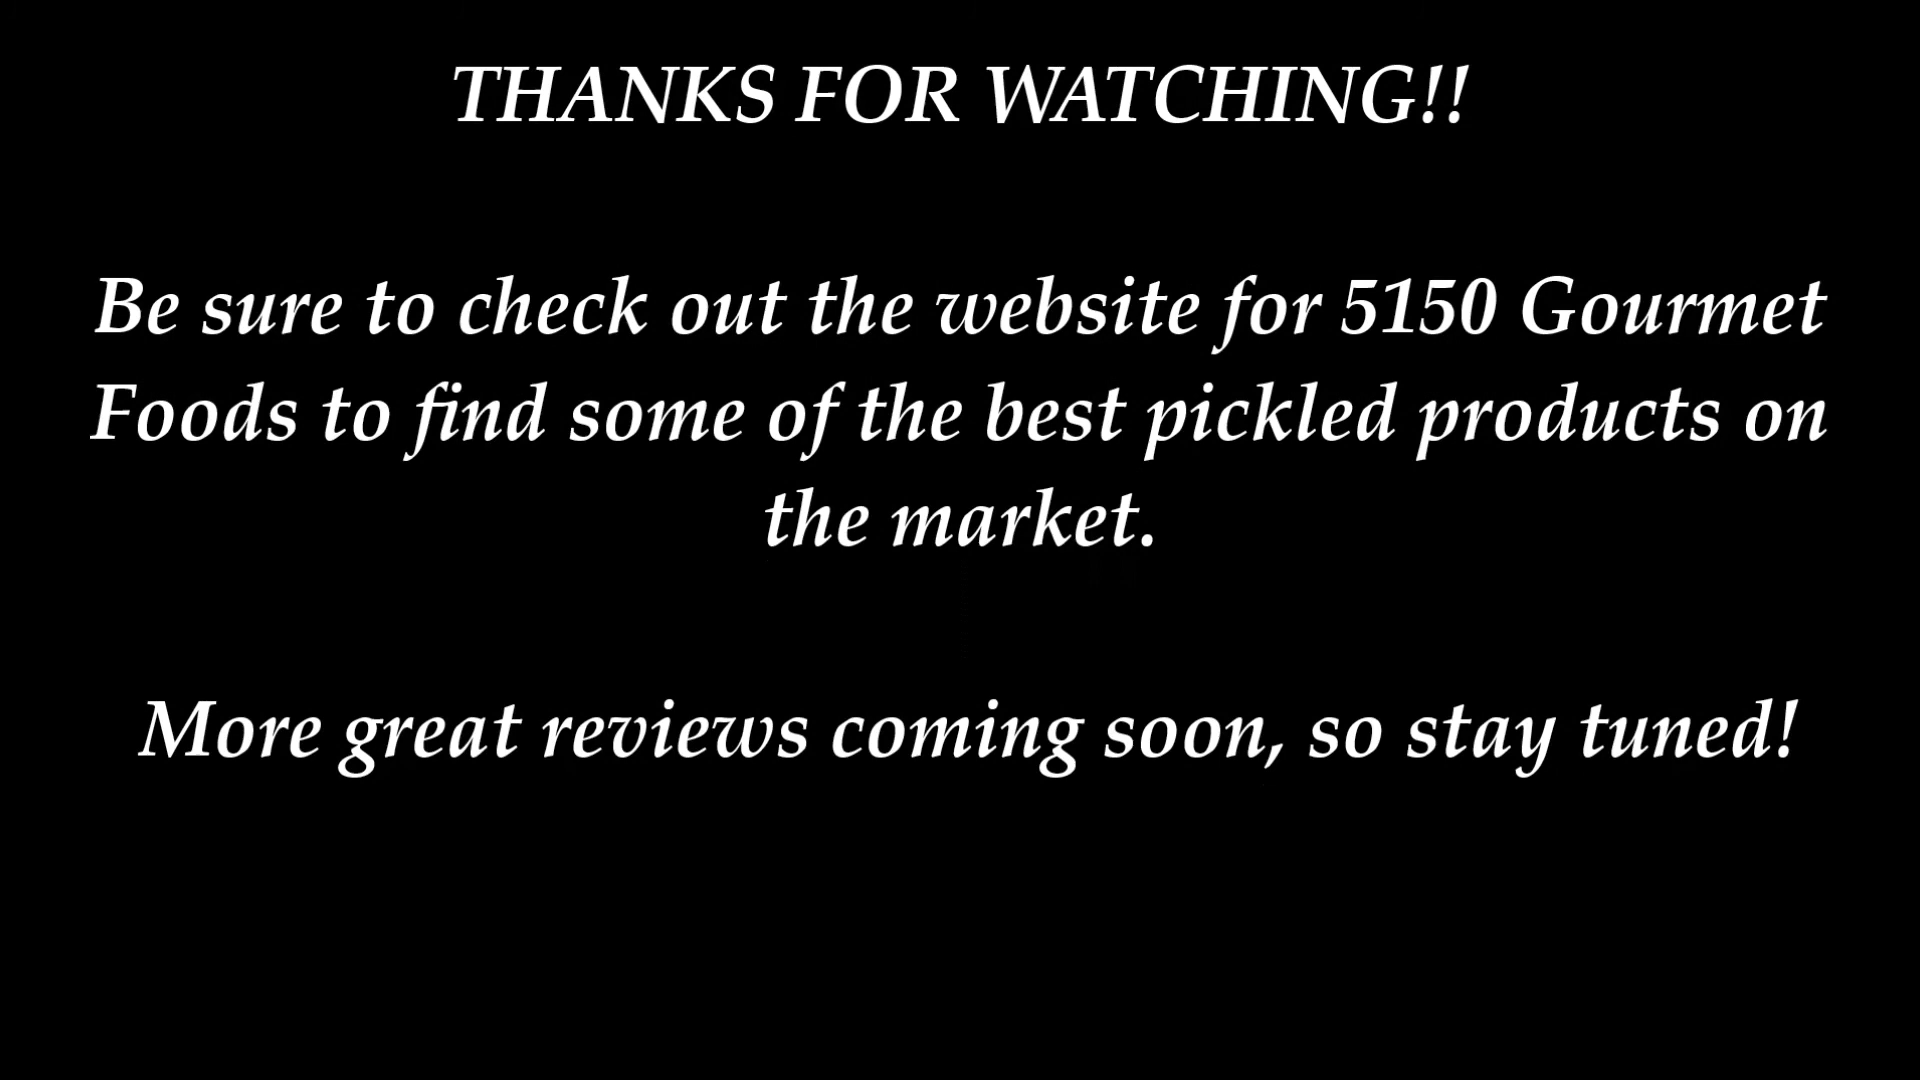 THANKS FOR WATCHING!!
Be sure to check out the website for 5150 Gourmet
Foods to find some of the best pickled products on
the market.
More great reviews coming soon, so stay tuned!